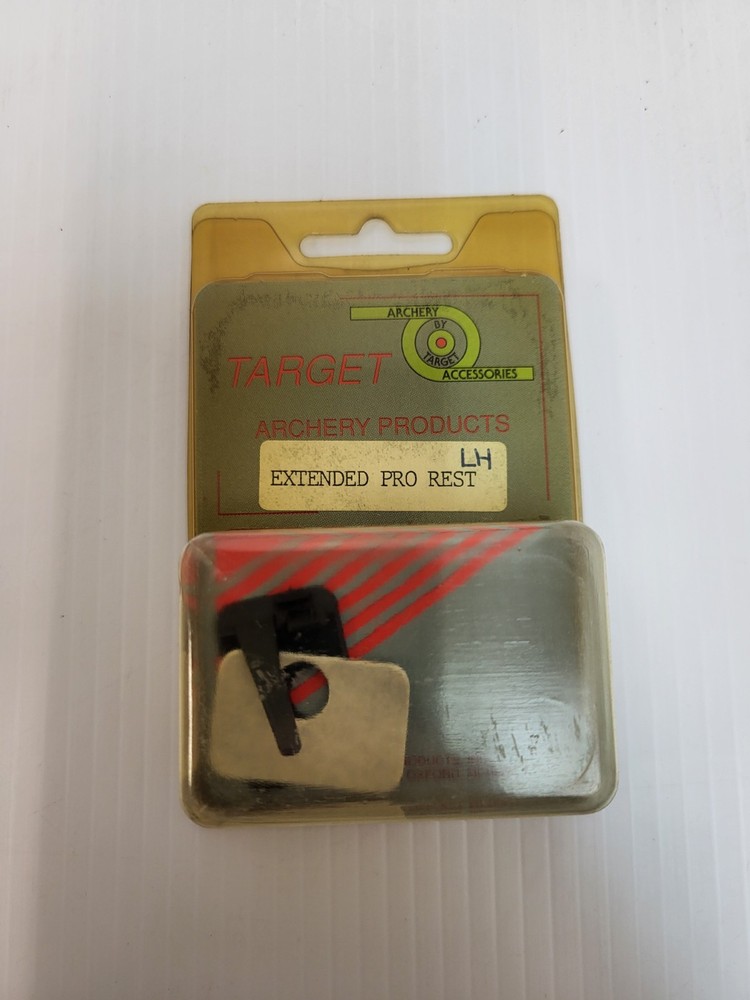 ARCHERY
BY
TARGET
ACCESSORIES
TARGET
ARCHERY PRODUCTS
LH
EXTENDED PRO REST